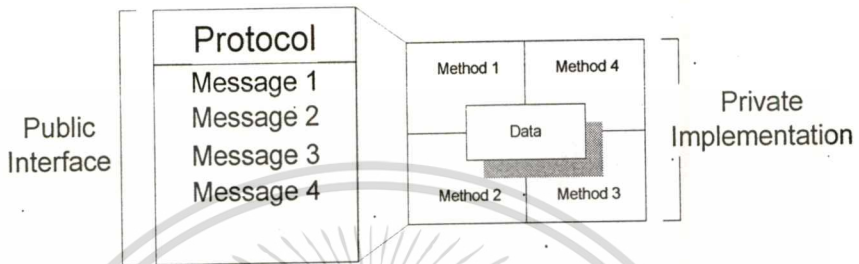 Public
Interface
Protocol
Message 1
Message 2
Message 3
Message 4
Method 1
Method 4
Data
Method 2
Method 3
Private
Implementation